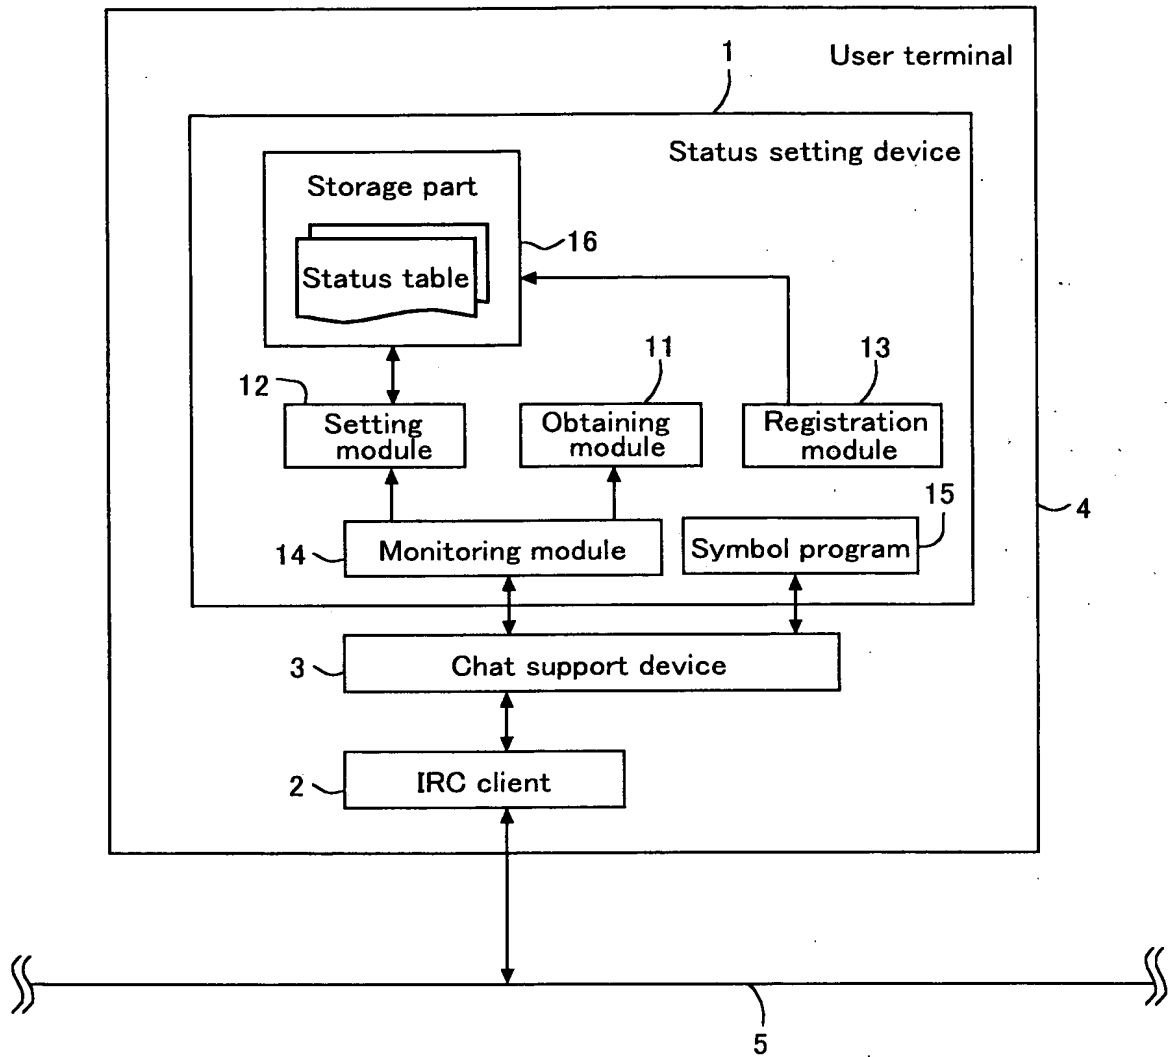 1
User terminal
Status setting device
Storage part
16
Status table
11
13
12
Setting
module
Obtaining
module
Registration
module
15
4
14
Monitoring module
Symbol program
3
Chat support device
2
IRC client
5